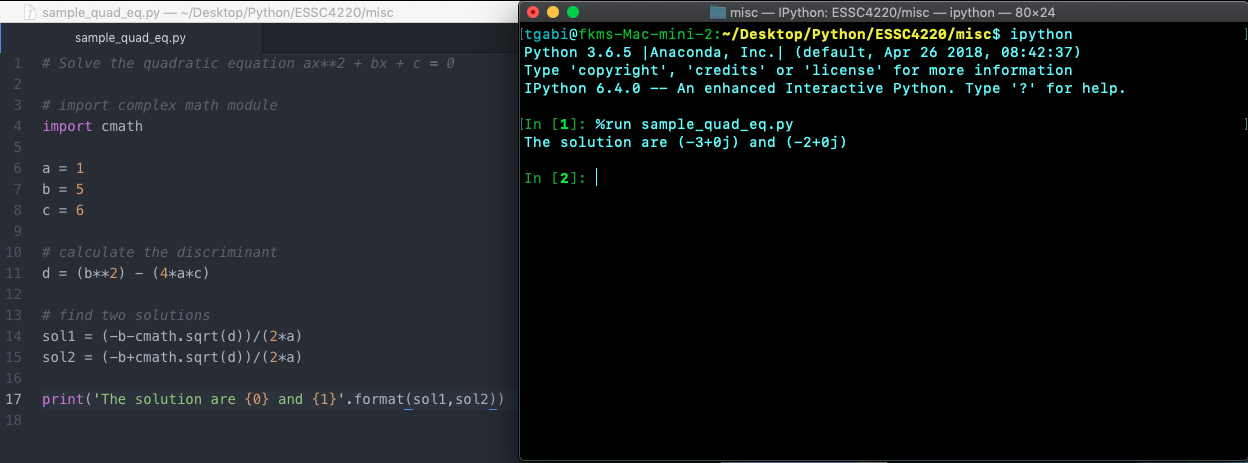 sample_quad_eq.py — ~/Desktop/Python/ESSC4220/misc
sample_quad_eq.py
1 # Solve the quadratic equation ax**2 + bx + c = 0
2
3 # import complex math module
4 import cmath
5
6 a = 1
7 b = 5
8 c = 6
9
10 # calculate the discriminant
11 d = (b**2) - (4*a*c)
12
13 # find two solutions
14 sol1 = (-b-cmath.sqrt(d))/(2*a)
15 sol2 = (-b+cmath.sqrt(d))/(2*a)
16
17 print('The solution are {0} and {1}'.format(sol1,sol2))
18
misc — IPython: ESSC4220/misc — ipython — 80×24
[tgabi@fkms-Mac-mini-2:~/Desktop/Python/ESSC4220/misc$ ipython ]
Python 3.6.5 |Anaconda, Inc.| (default, Apr 26 2018, 08:42:37)
Type 'copyright', 'credits' or 'license' for more information
IPython 6.4.0 -- An enhanced Interactive Python. Type '?' for help.
[In [1]: %run sample_quad_eq.py ]
The solution are (-3+0j) and (-2+0j)
In [2]: